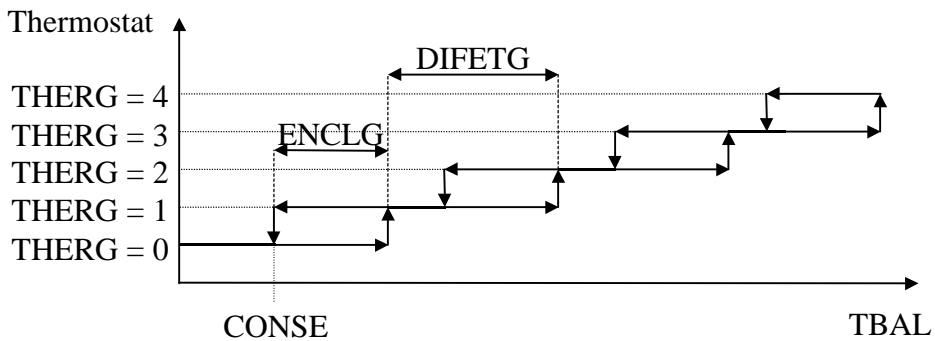 Thermostat
DIFETG
THERG = 4
THERG = 3
ENCLG
THERG = 2
THERG = 1
THERG = 0
CONSE
TBAL